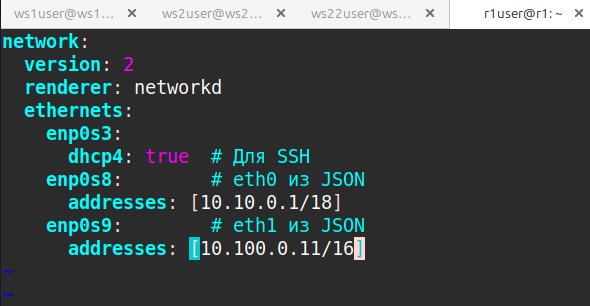 ws1user@ws1... × ws2user@ws2... × ws22user@ws... × r1user@r1: ~ ×
network:
  version: 2
  renderer: networkd
  ethernets:
    enp0s3:
      dhcp4: true  # Для SSH
    enp0s8:        # eth0 из JSON
      addresses: [10.10.0.1/18]
    enp0s9:        # eth1 из JSON
      addresses: [10.100.0.11/16]
~
~